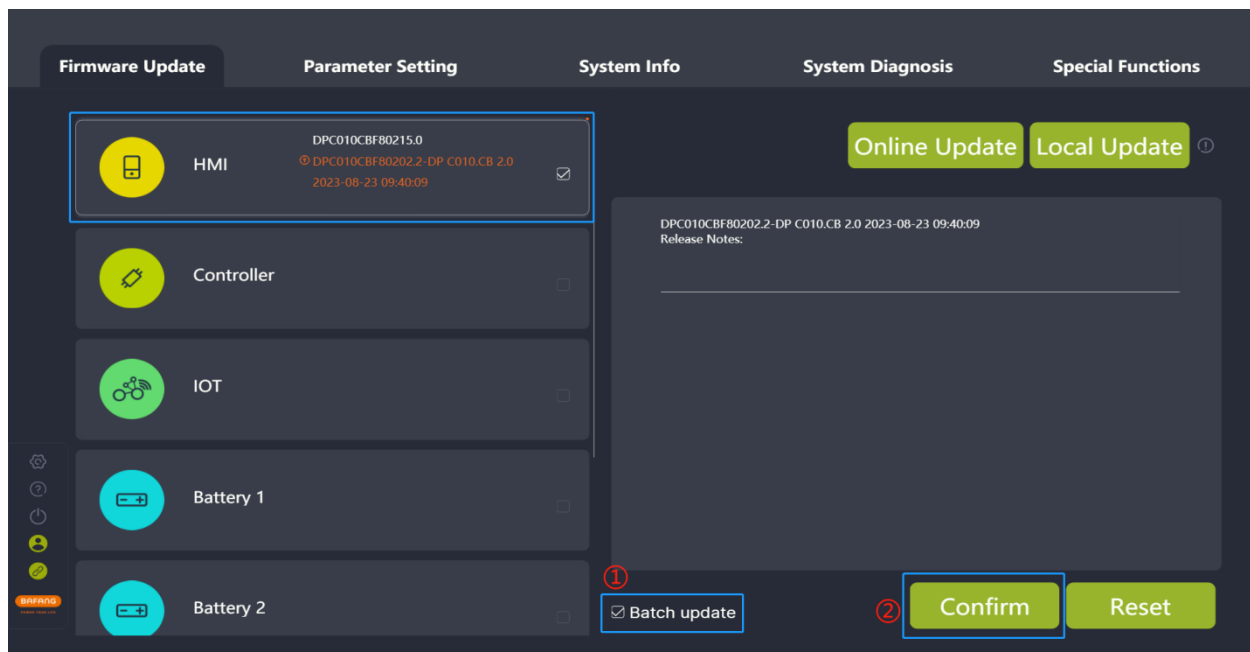 Firmware Update
Parameter Setting
System Info
System Diagnosis
Special Functions
HMI
DPC010CBF80215.0
DPC010CBF80202.2-DP C010.CB 2.0
2023-08-23 09:40:09
Online Update
Local Update
DPC010CBF80202.2-DP C010.CB 2.0 2023-08-23 09:40:09
Release Notes:
Controller
IOT
Battery 1
Battery 2
BAFANG
①
Batch update
②
Confirm
Reset